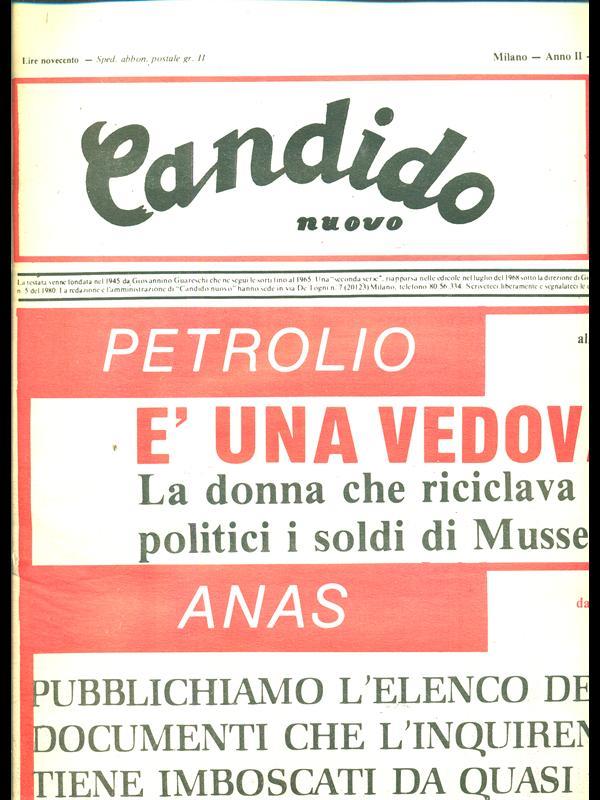 Lire novecento — Sped. abbon. postale gr. II
Milano — Anno II -
Candido
nuovo
La testata venne fondata nel 1945 da Giovannino Guareschi che ne seguì le sorti fino al 1965. Una "seconda serie", riapparsa nelle edicole nel luglio del 1968 sotto la direzione di Gi
n. 5 del 1980. La redazione e l'amministrazione di "Candido nuovo" hanno sede in via De Togni n. 7 (20123) Milano, telefono 80 56 334. Scriveteci liberamente e segnalateci le
PETROLIO
al
E' UNA VEDOVA
La donna che riciclava
politici i soldi di Musse
ANAS
da
PUBBLICHIAMO L'ELENCO DE
DOCUMENTI CHE L'INQUIREN
TIENE IMBOSCATI DA QUASI